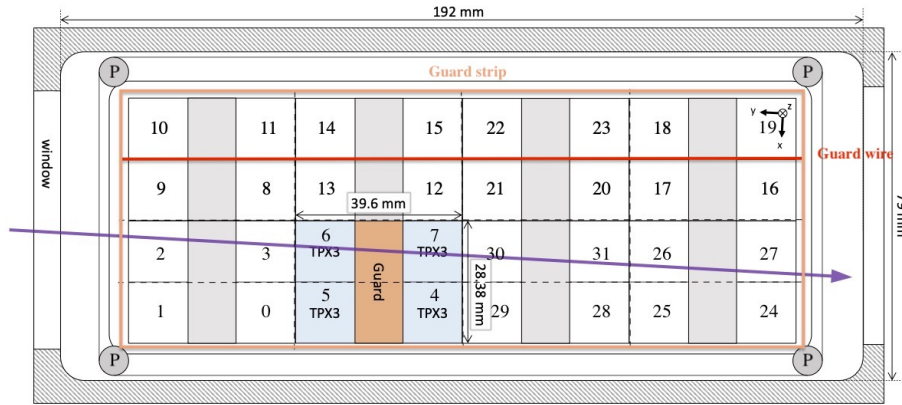 192 mm
P
Guard strip
P
10 11 14 15 22 23 18 19
y z
x
window
Guard wire
9 8 13 12 21 20 17 16
39.6 mm
2 3 6 7 30 31 26 27
TPX3 TPX3
Guard
28.38 mm
1 0 5 4 29 28 25 24
TPX3 TPX3
P P